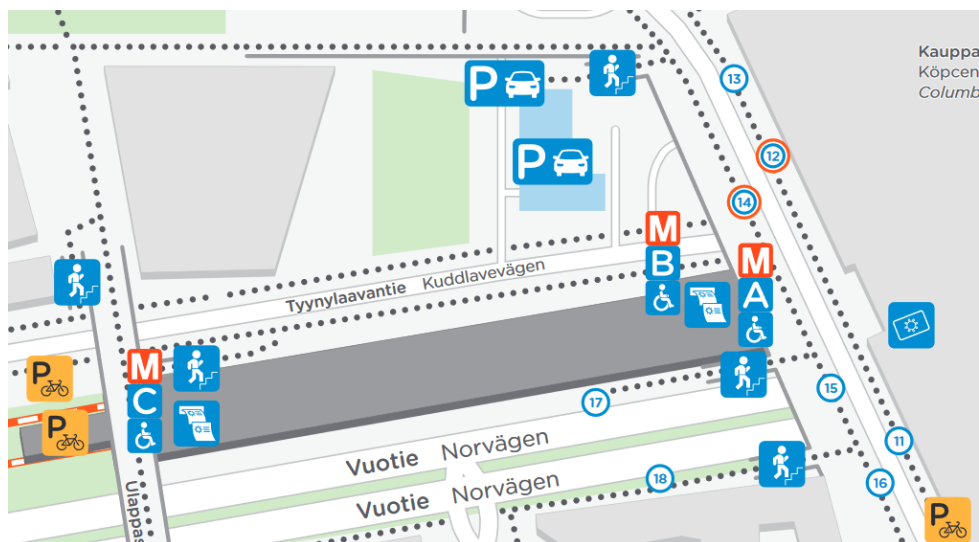 Kauppa
Köpcen
Columb
P
13
P
12
14
M
B
M
A
Tyynylaavantie Kuddlavevägen
P
M
C
P
17
15
Vuotie Norvägen
11
18
16
Vuotie Norvägen
Ulappas
P